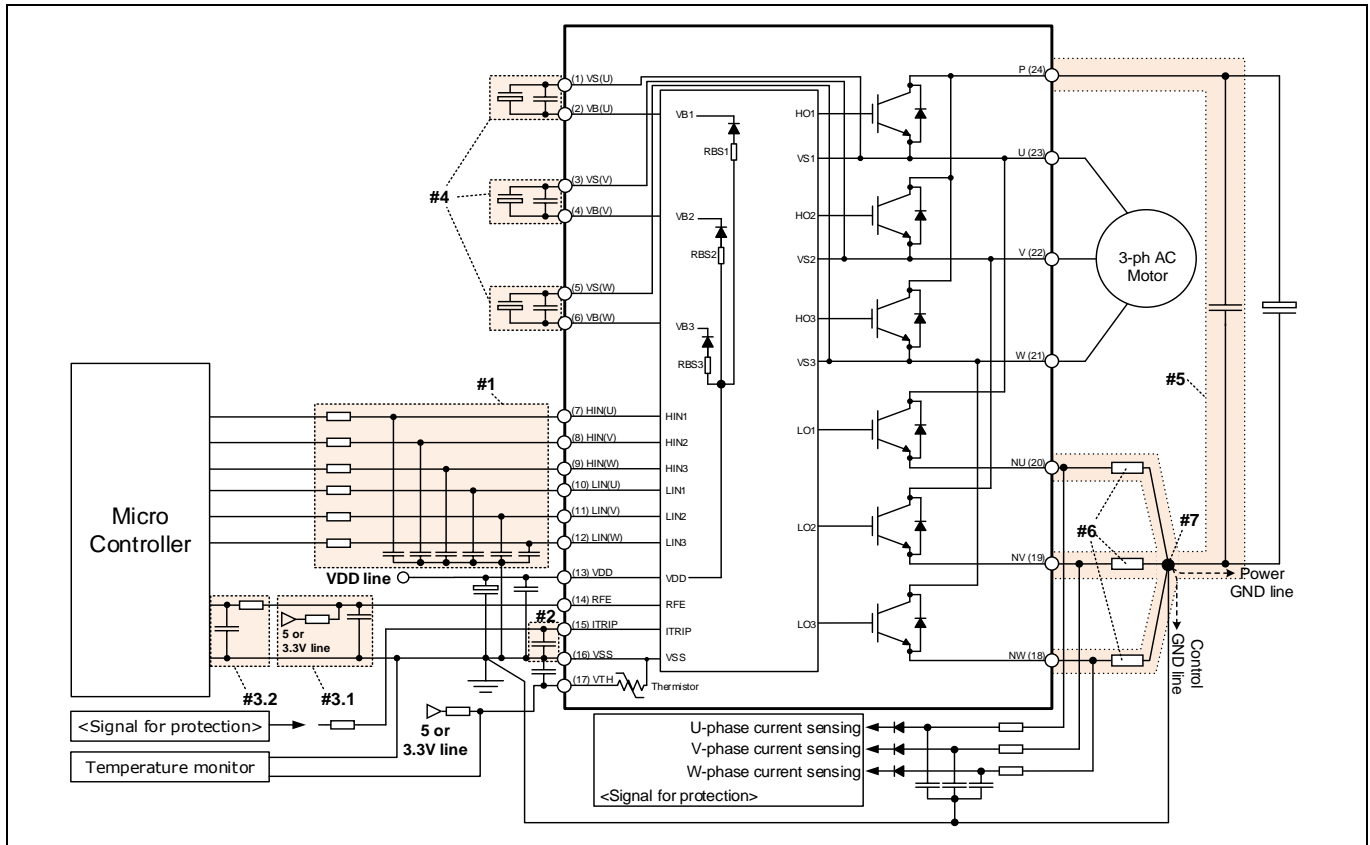 P (24)
(1) VS(U)
(2) VB(U)
VB1
HO1
RBS1
VS1
U (23)
#4
(3) VS(V)
(4) VB(V)
VB2
HO2
RBS2
VS2
V (22)
3-ph AC
Motor
(5) VS(W)
(6) VB(W)
VB3
HO3
RBS3
VS3
W (21)
#5
#1
(7) HIN(U)
HIN1
(8) HIN(V)
HIN2
LO1
(9) HIN(W)
HIN3
NU (20)
(10) LIN(U)
LIN1
(11) LIN(V)
LIN2
LO2
(12) LIN(W)
LIN3
Micro
Controller
#6
#7
VDD line
(13) VDD
VDD
NV (19)
Power
GND line
(14) RFE
RFE
#2
5 or
3.3V line
(15) ITRIP
ITRIP
LO3
(16) VSS
VSS
NW (18)
Control
GND line
(17) VTH
Thermistor
#3.2
#3.1
<Signal for protection>
5 or
3.3V line
Temperature monitor
U-phase current sensing
V-phase current sensing
W-phase current sensing
<Signal for protection>